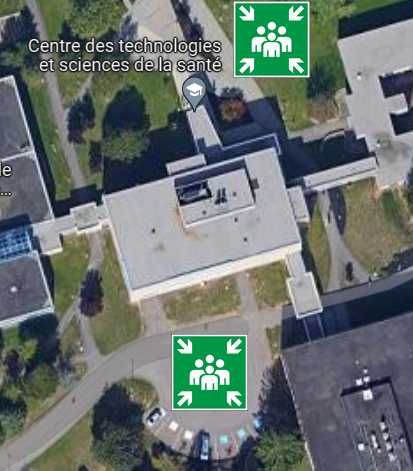 Centre des technologies
et sciences de la santé